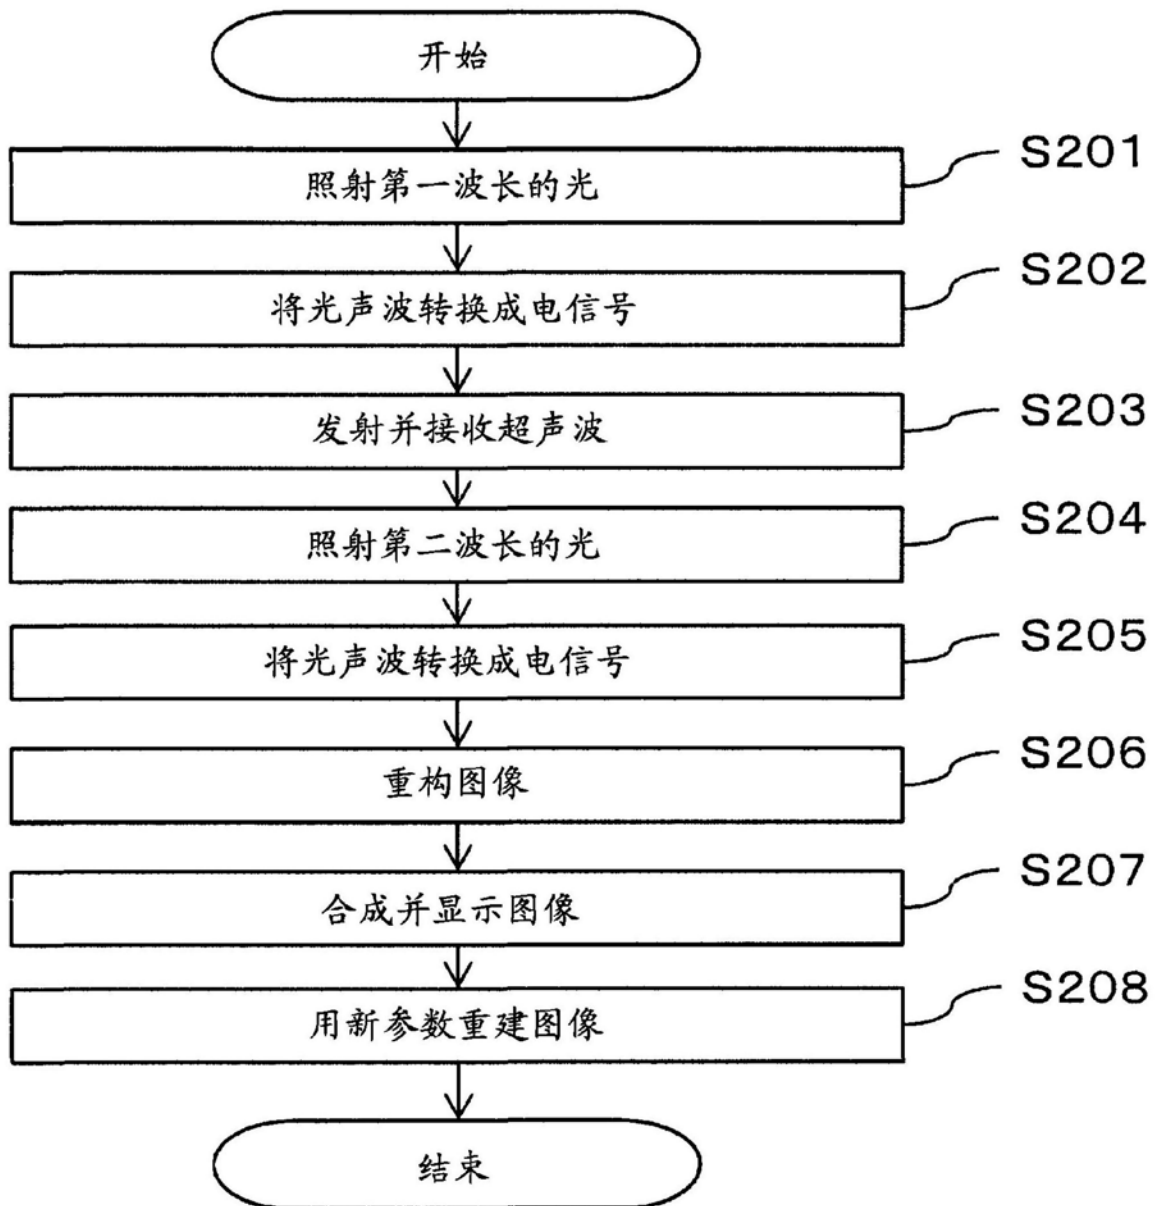 开始
照射第一波长的光
S201
将光声波转换成电信号
S202
发射并接收超声波
S203
照射第二波长的光
S204
将光声波转换成电信号
S205
重构图像
S206
合成并显示图像
S207
用新参数重建图像
S208
结束